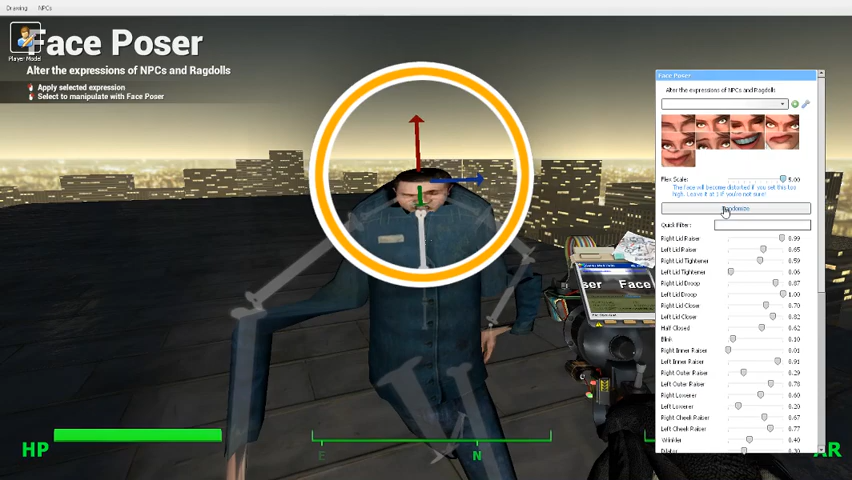 Drawing NPCs
Player Model
Face Poser
Alter the expressions of NPCs and Ragdolls
Apply selected expression
Select to manipulate with Face Poser
Face Poser
Alter the expressions of NPCs and Ragdolls
Flex Scale: 5.00
The face will become distorted if you set this too
high. Leave it at 1 if you're not sure!
Randomize
Quick Filter:
Right Lid Raiser 0.99
Left Lid Raiser 0.65
Right Lid Tightener 0.59
Left Lid Tightener 0.06
Right Lid Droop 0.87
Left Lid Droop 1.00
Right Lid Closer 0.70
Left Lid Closer 0.82
Half Closed 0.62
Blink 0.10
Right Inner Raiser 0.01
Left Inner Raiser 0.91
Right Outer Raiser 0.29
Left Outer Raiser 0.78
Right Lowerer 0.60
Left Lowerer 0.20
Right Cheek Raiser 0.67
Left Cheek Raiser 0.77
Wrinkler 0.40
Dilator 0.30
oser Face
HP
E N
AR